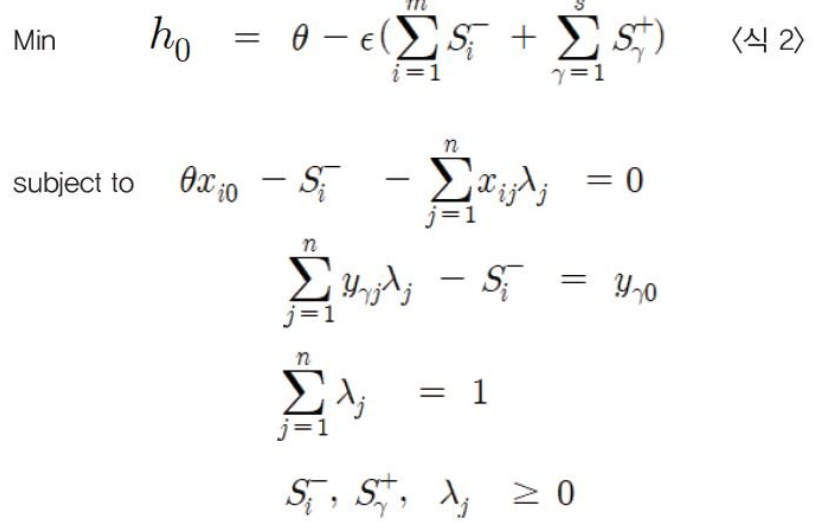 Min h₀ = θ − ϵ(∑_{i=1}^{m} S_i^- + ∑_{γ=1}^{s} S_γ^+) 〈식 2〉
subject to θx_{i0} − S_i^- − ∑_{j=1}^{n} x_{ij}λ_j = 0
∑_{j=1}^{n} y_{γj}λ_j − S_i^- = y_{γ0}
∑_{j=1}^{n} λ_j = 1
S_i^-, S_γ^+, λ_j ≥ 0